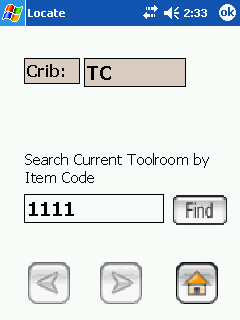 Locate 2:33 ok
Crib: TC
Search Current Toolroom by
Item Code
1111 Find